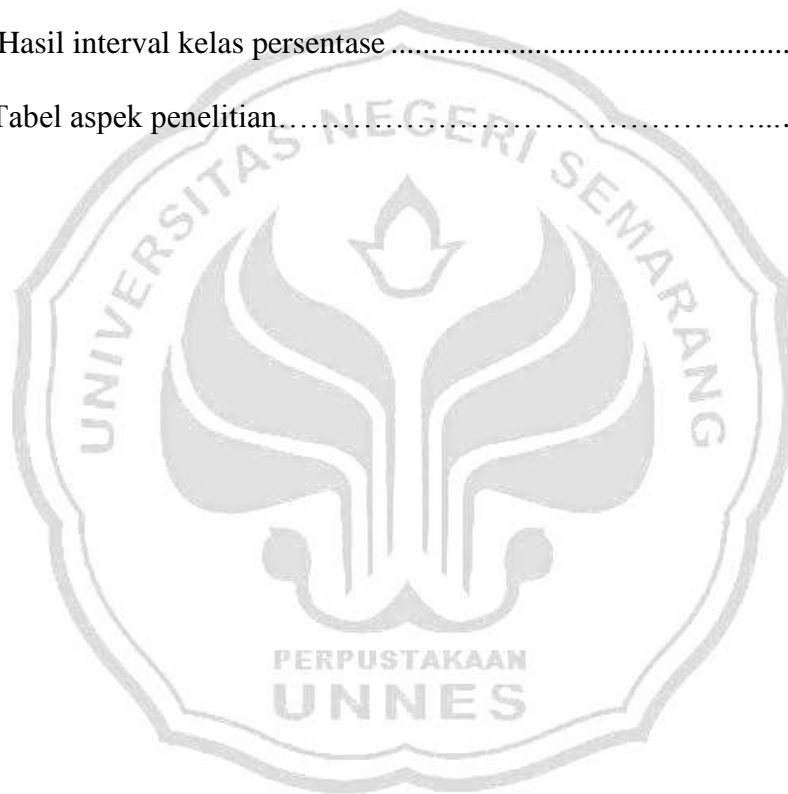 Hasil interval kelas persentase ..................................................
Tabel aspek penelitian…………………………………………...
UNIVERSITAS NEGERI SEMARANG
PERPUSTAKAAN
UNNES